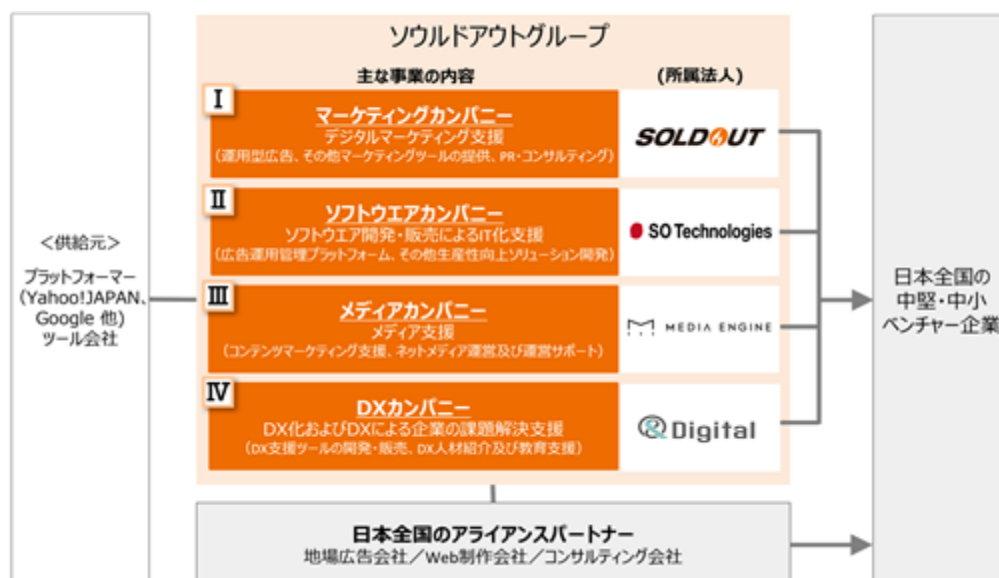 ソウルドアウトグループ
主な事業の内容
(所属法人)
I
マーケティングカンパニー
デジタルマーケティング支援
(運用型広告、その他マーケティングツールの提供、PR・コンサルティング)
SOLDOUT
II
ソフトウエアカンパニー
ソフトウエア開発・販売によるIT化支援
(広告運用管理プラットフォーム、その他生産性向上ソリューション開発)
SO Technologies
III
メディアカンパニー
メディア支援
(コンテンツマーケティング支援、ネットメディア運営及び運営サポート)
MEDIA ENGINE
IV
DXカンパニー
DX化およびDXによる企業の課題解決支援
(DX支援ツールの開発・販売、DX人材紹介及び教育支援)
&Digital
<供給元>
プラットフォーマー
(Yahoo!JAPAN、
Google 他)
ツール会社
日本全国の
中堅・中小
ベンチャー企業
日本全国のアライアンスパートナー
地場広告会社／Web制作会社／コンサルティング会社